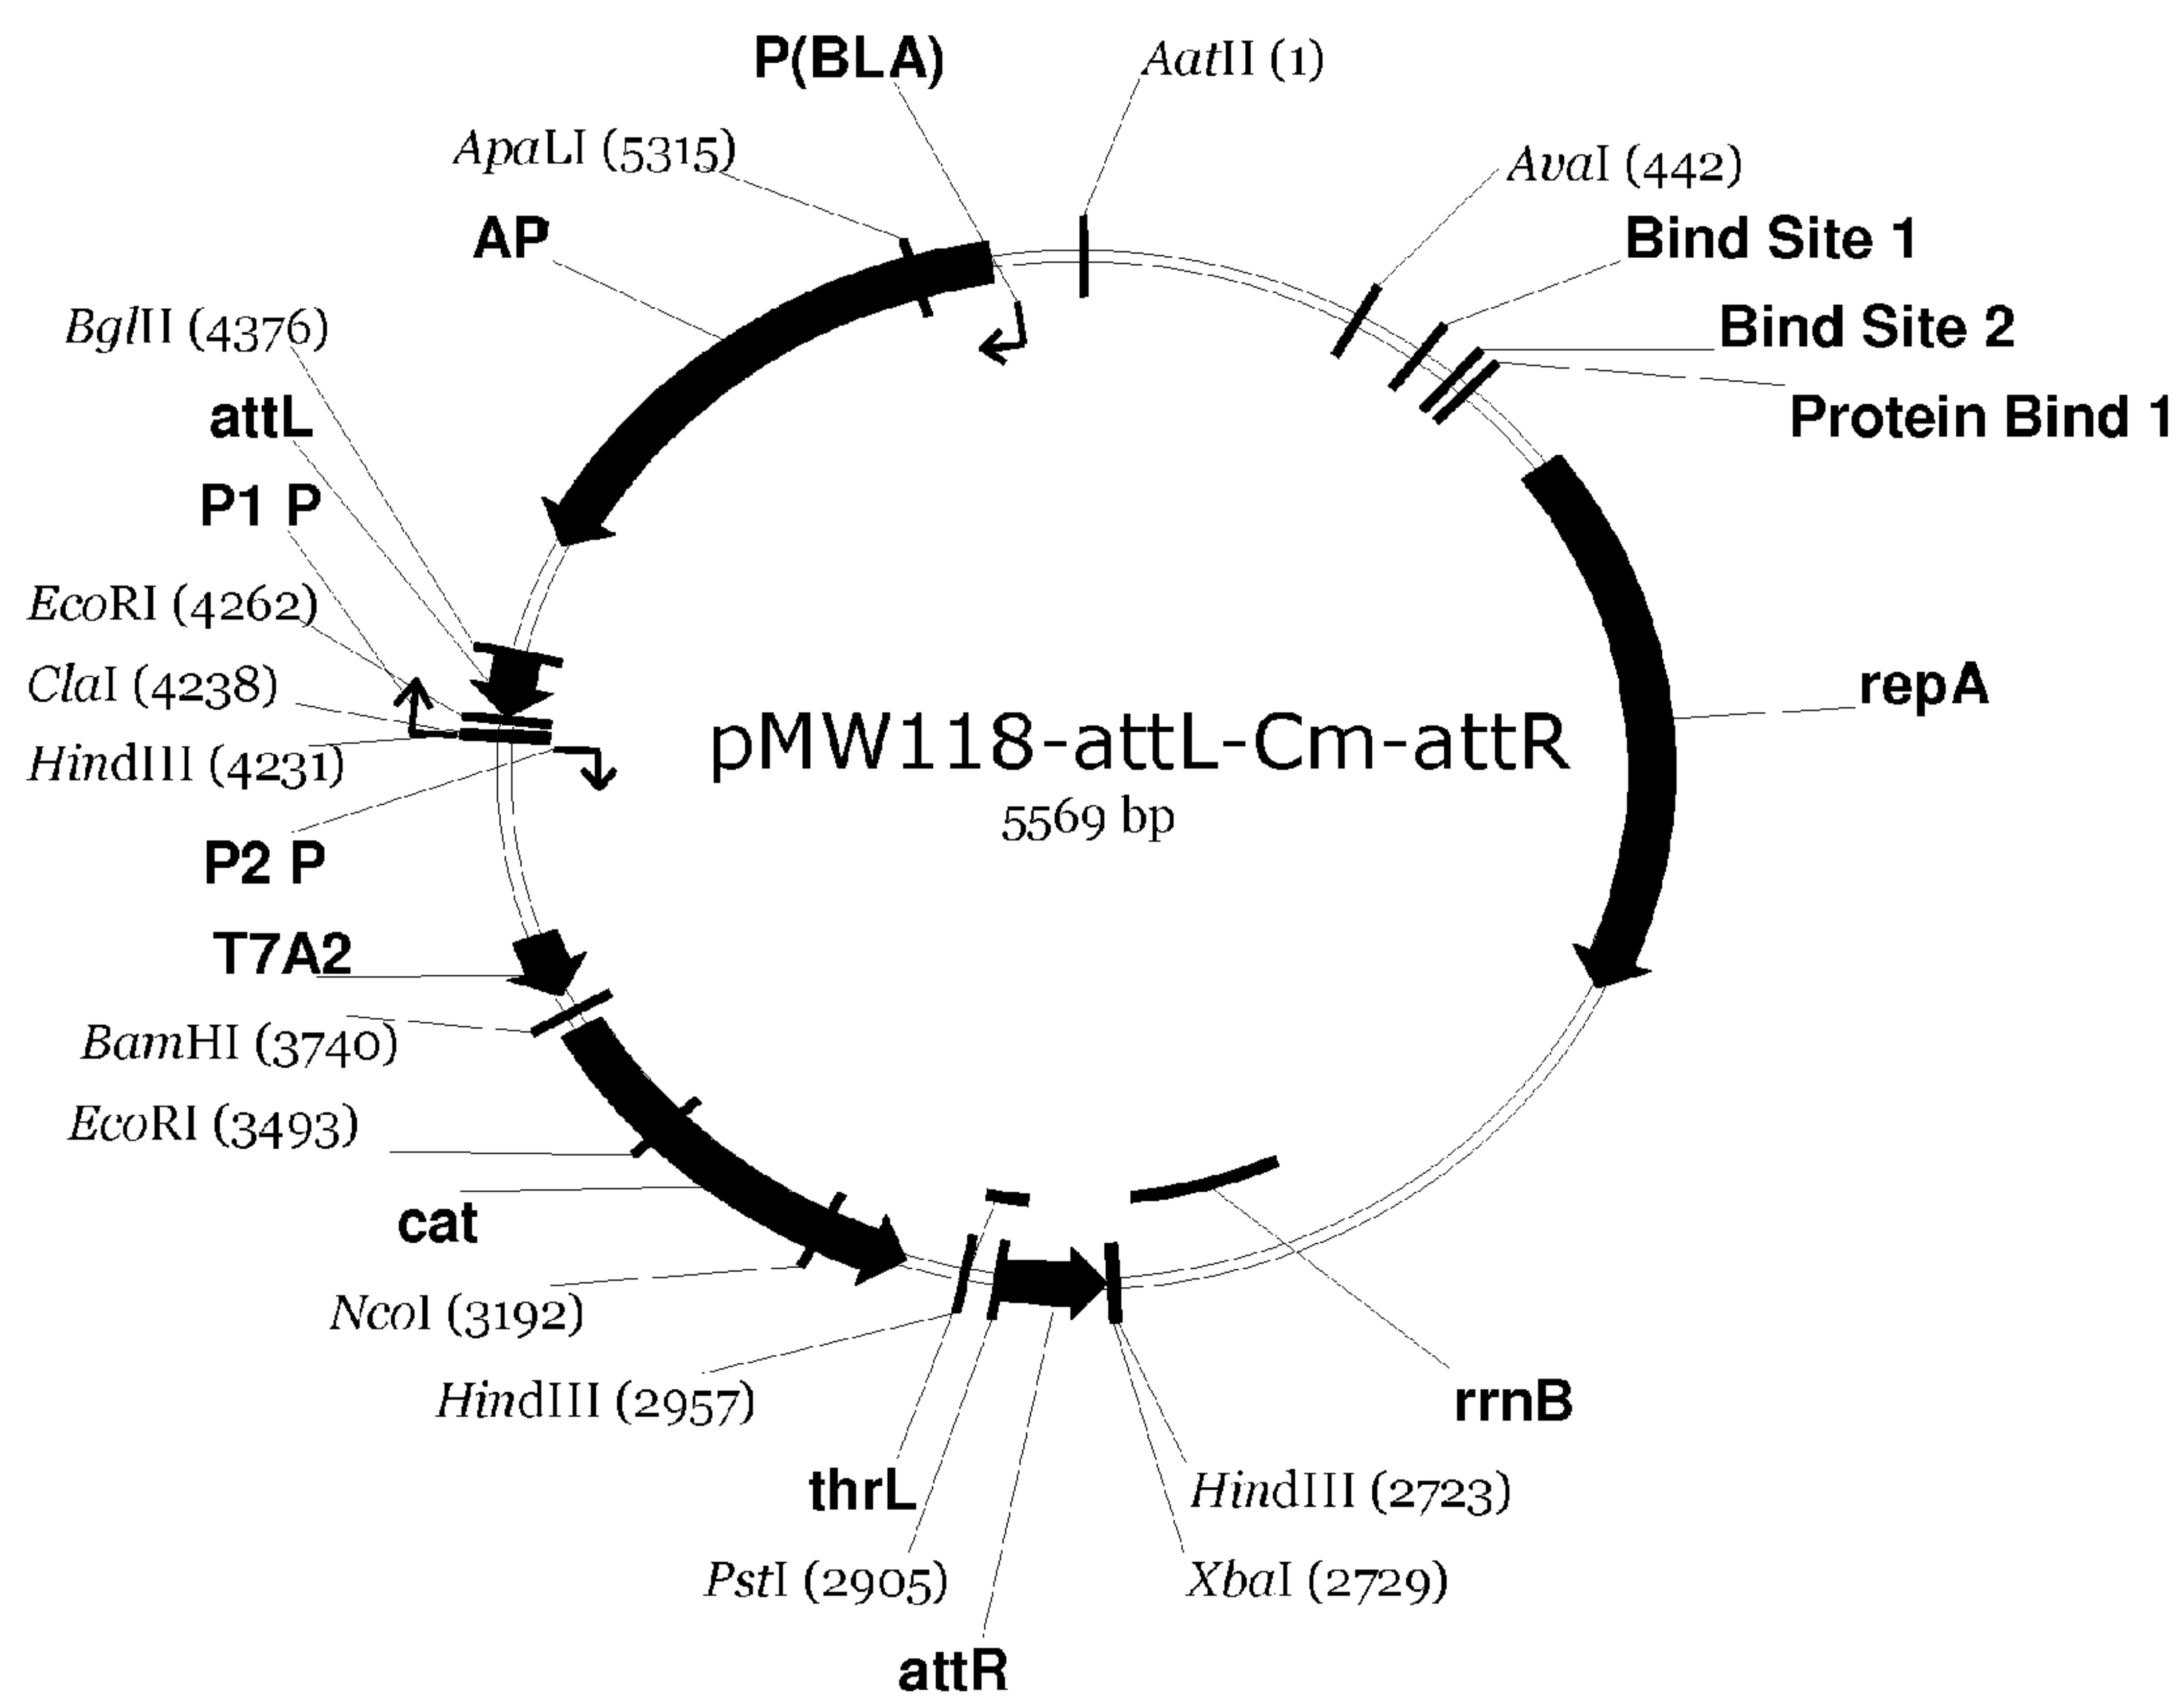 P(BLA)
AatII (1)
ApaLI (5315)
AvaI (442)
AP
Bind Site 1
BglII (4376)
Bind Site 2
attL
Protein Bind 1
P1 P
EcoRI (4262)
ClaI (4238)
repA
HindIII (4231)
pMW118-attL-Cm-attR
5569 bp
P2 P
T7A2
BamHI (3740)
EcoRI (3493)
cat
NcoI (3192)
HindIII (2957)
rrnB
thrL
HindIII (2723)
PstI (2905)
XbaI (2729)
attR